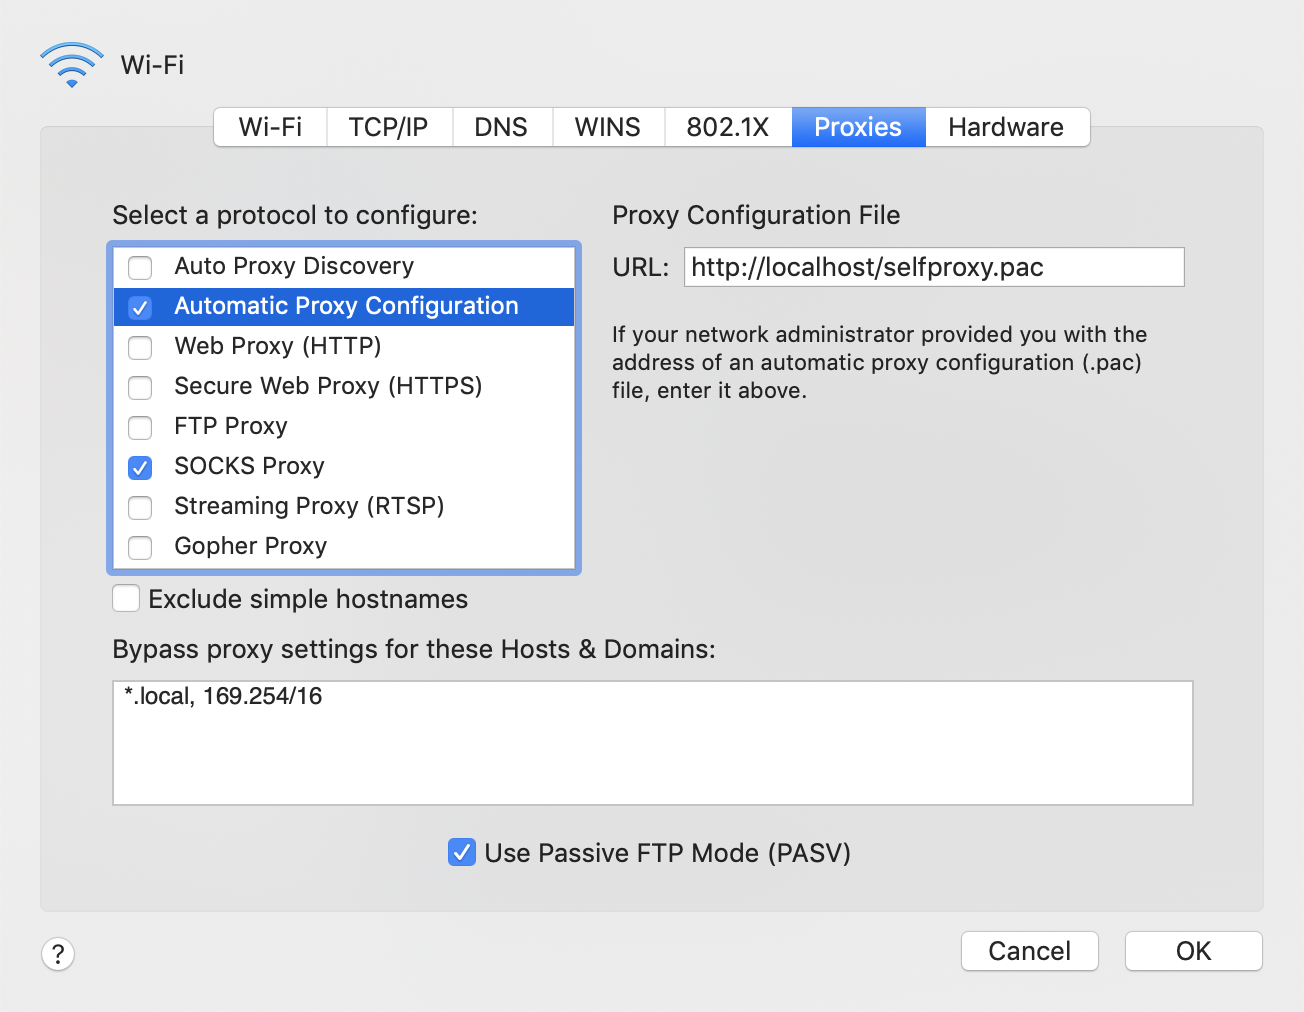 Wi-Fi
Wi-Fi TCP/IP DNS WINS 802.1X Proxies Hardware
Select a protocol to configure:
Auto Proxy Discovery
Automatic Proxy Configuration
Web Proxy (HTTP)
Secure Web Proxy (HTTPS)
FTP Proxy
SOCKS Proxy
Streaming Proxy (RTSP)
Gopher Proxy
Proxy Configuration File
URL: http://localhost/selfproxy.pac
If your network administrator provided you with the
address of an automatic proxy configuration (.pac)
file, enter it above.
Exclude simple hostnames
Bypass proxy settings for these Hosts & Domains:
*.local, 169.254/16
Use Passive FTP Mode (PASV)
?
Cancel OK